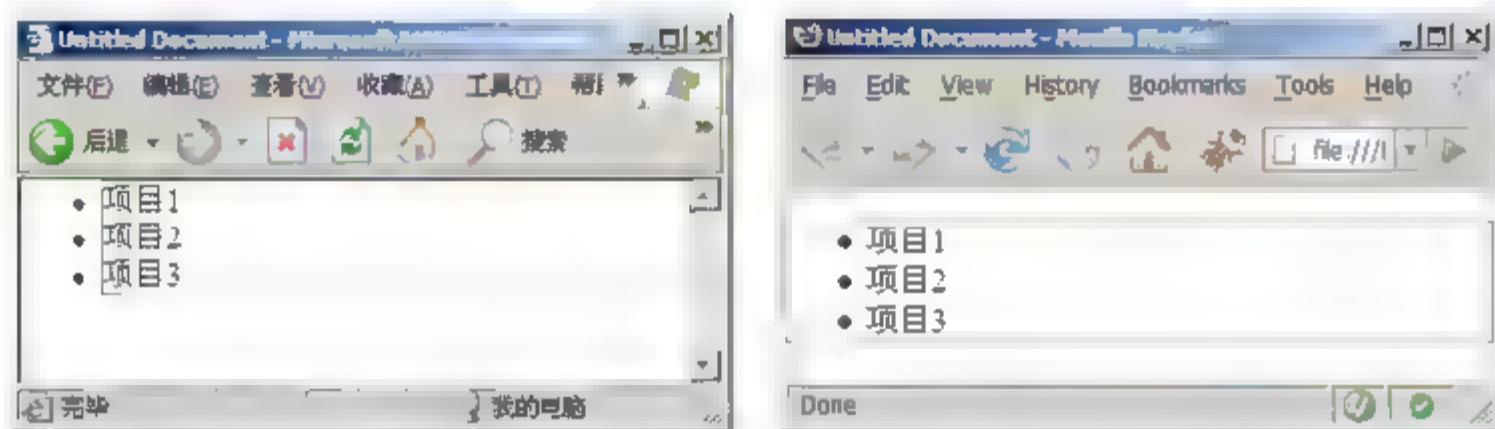 Untitled Document - Microsoft
文件(F) 编辑(E) 查看(V) 收藏(A) 工具(T)
后退 搜索
项目1
项目2
项目3
完毕 我的电脑
Untitled Document - Mozilla
File Edit View History Bookmarks Tools Help
file:///
项目1
项目2
项目3
Done